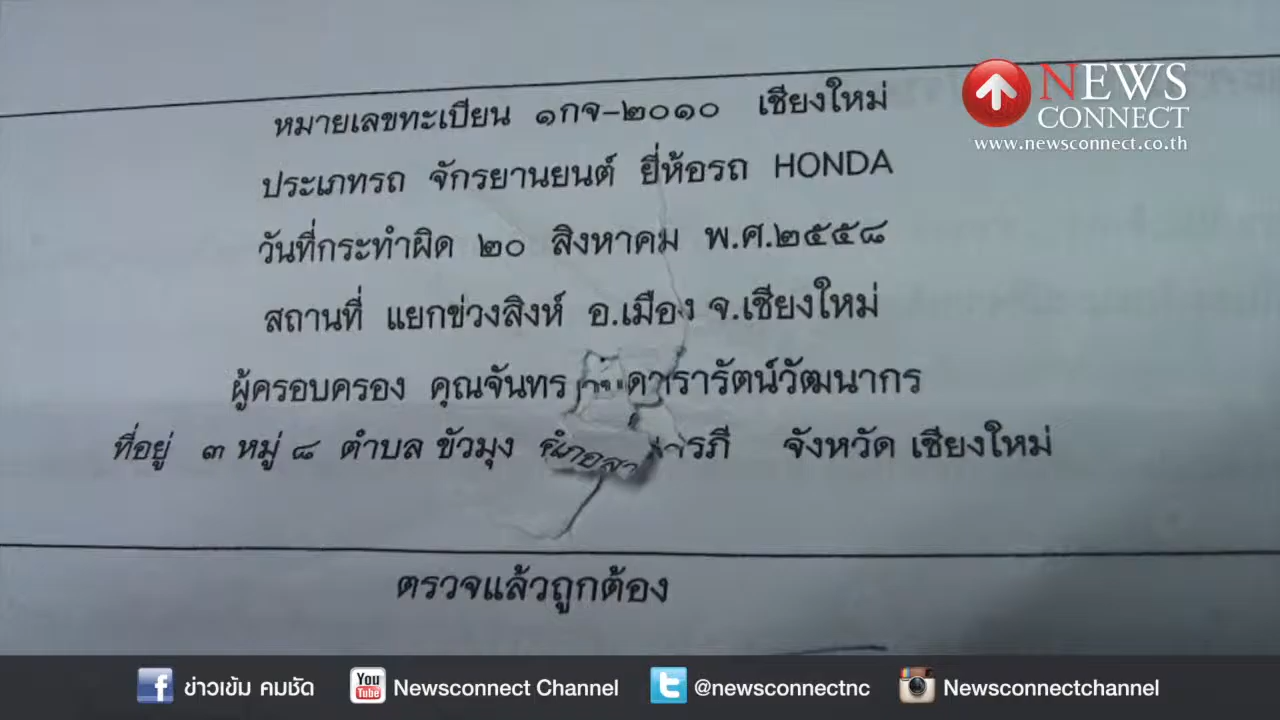 NEWS
CONNECT
www.newsconnect.co.th
หมายเลขทะเบียน ๑กจ-๒๐๑๐ เชียงใหม่
ประเภทรถ จักรยานยนต์ ยี่ห้อรถ HONDA
วันที่กระทำผิด ๒๐ สิงหาคม พ.ศ.๒๕๕๘
สถานที่ แยกข่วงสิงห์ อ.เมือง จ.เชียงใหม่
ผู้ครอบครอง คุณจันทร ดารารัตน์วัฒนากร
ที่อยู่ ๓ หมู่ ๘ ตำบล ขัวมุง อำเภอสารภี จังหวัด เชียงใหม่
ตรวจแล้วถูกต้อง
ข่าวเข้ม คมชัด Newsconnect Channel @newsconnectnc Newsconnectchannel